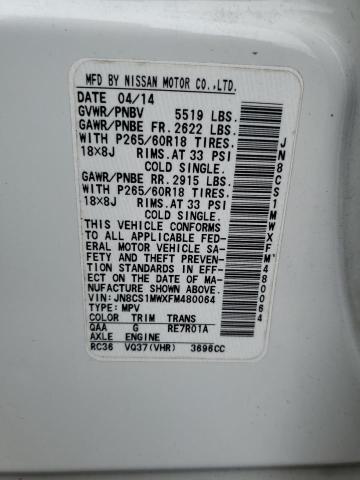 MFD BY NISSAN MOTOR CO.,LTD.
DATE 04/14
GVWR/PNBV 5519 LBS.
GAWR/PNBE FR. 2622 LBS.
WITH P265/60R18 TIRES.
18X8J RIMS.AT 33 PSI
COLD SINGLE.
GAWR/PNBE RR. 2915 LBS.
WITH P265/60R18 TIRES.
18X8J RIMS.AT 33 PSI
COLD SINGLE.
THIS VEHICLE CONFORMS
TO ALL APPLICABLE FED-
ERAL MOTOR VEHICLE SA-
FETY AND THEFT PREVEN-
TION STANDARDS IN EFF-
ECT ON THE DATE OF MA-
NUFACTURE SHOWN ABOVE.
VIN: JN8CS1MWXFM480064
TYPE: MPV
COLOR TRIM TRANS
QAA G RE7R01A
AXLE ENGINE
RC36 VQ37(VHR) 3696CC
*JN8CS1MWXFM480064*